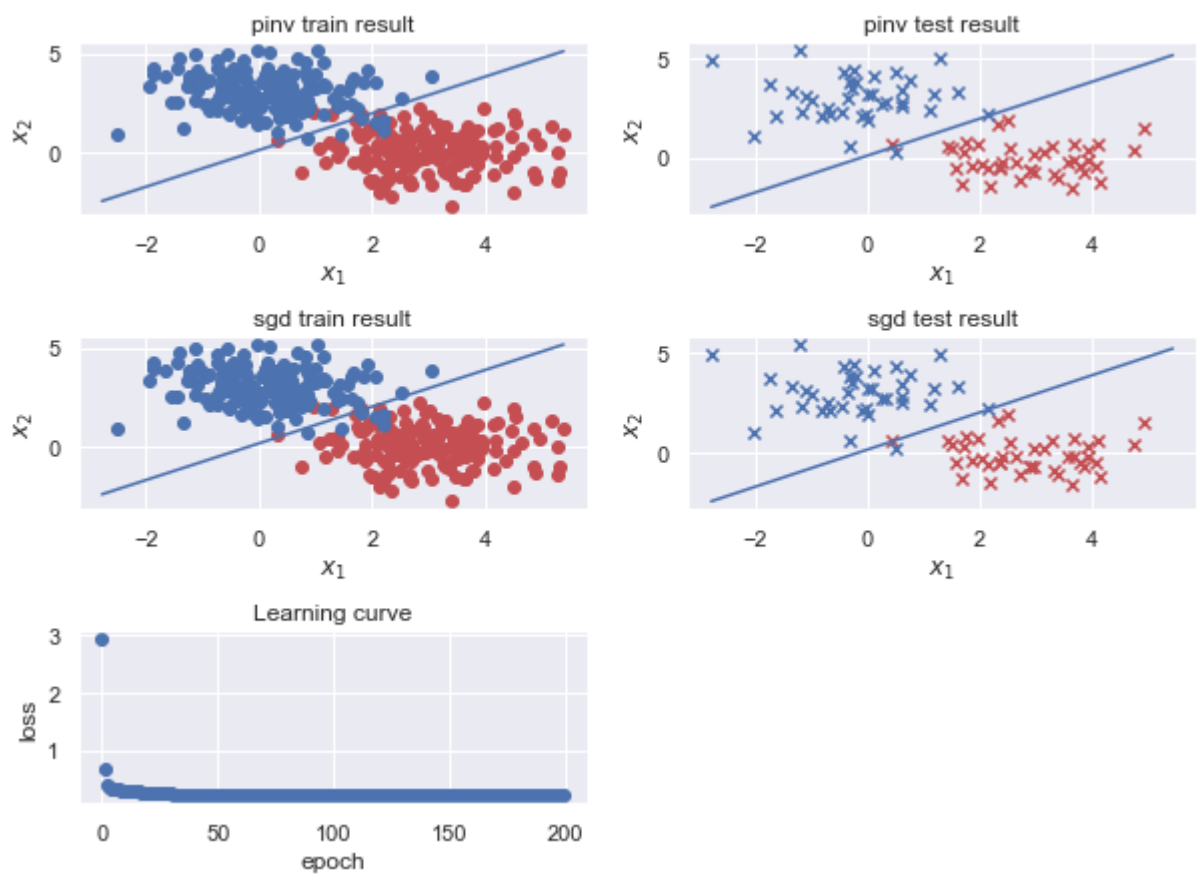 pinv train result
pinv test result
5
0
x₂
−2 0 2 4
x₁
5
0
x₂
−2 0 2 4
x₁
sgd train result
sgd test result
5
0
x₂
−2 0 2 4
x₁
5
0
x₂
−2 0 2 4
x₁
Learning curve
3
2
1
loss
0 50 100 150 200
epoch